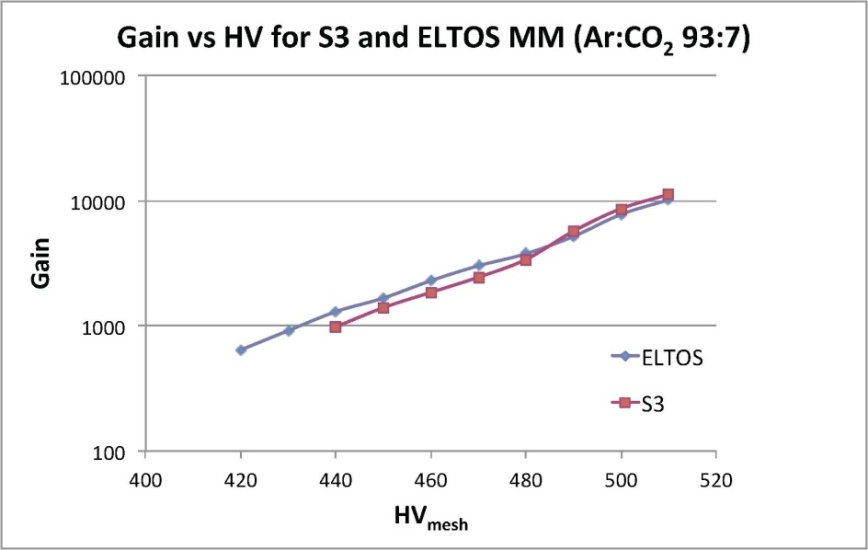 Gain vs HV for S3 and ELTOS MM (Ar:CO₂ 93:7)
100000
10000
1000
100
Gain
400 420 440 460 480 500 520
HVmesh
ELTOS
S3